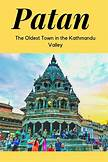 Patan
The Oldest Town in the Kathmandu
Valley